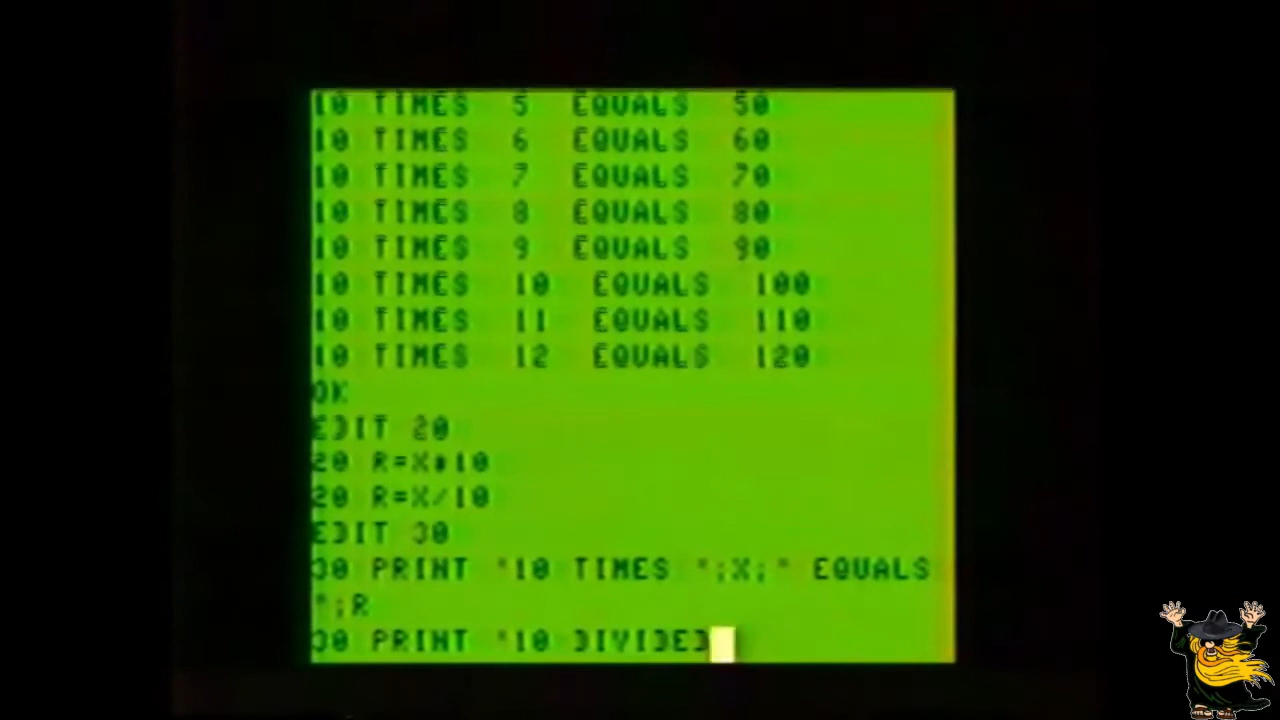 10 TIMES 5 EQUALS 50
10 TIMES 6 EQUALS 60
10 TIMES 7 EQUALS 70
10 TIMES 8 EQUALS 80
10 TIMES 9 EQUALS 90
10 TIMES 10 EQUALS 100
10 TIMES 11 EQUALS 110
10 TIMES 12 EQUALS 120
OK
EDIT 20
20 R=X*10
20 R=X/10
EDIT 30
30 PRINT "10 TIMES ";X;" EQUALS
";R
30 PRINT "10 DIVIDED